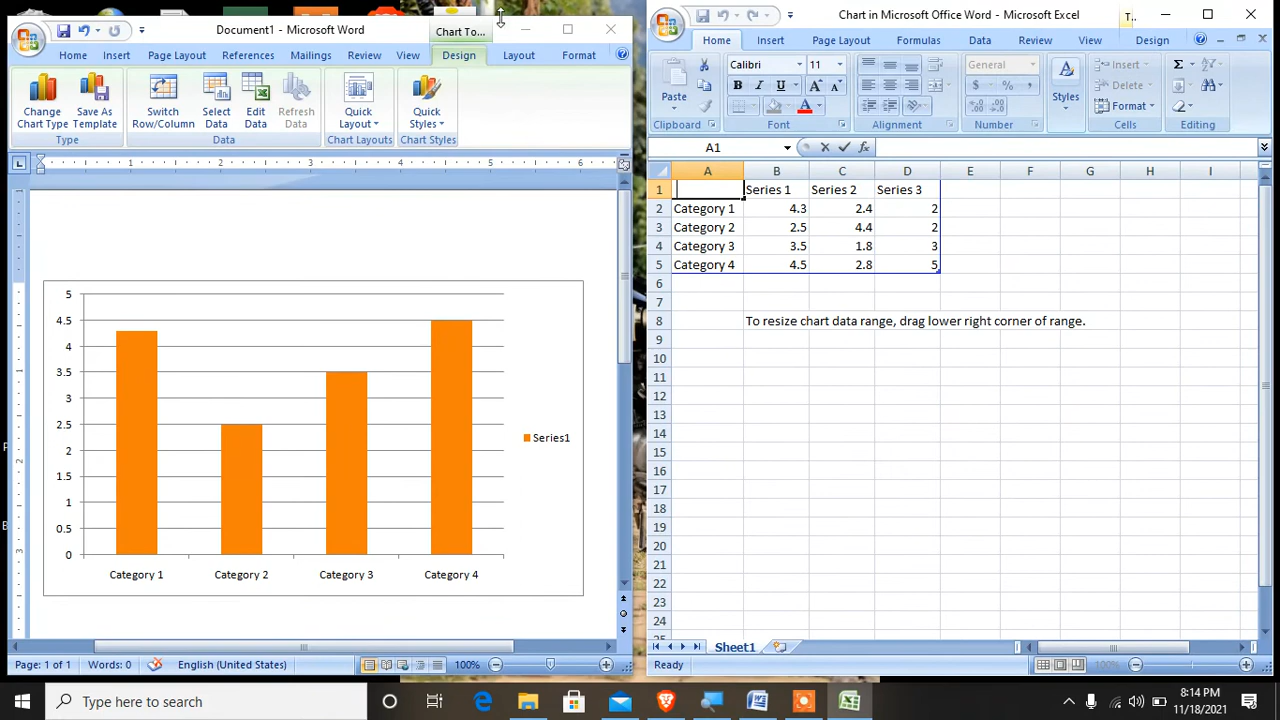 Document1 - Microsoft Word
Chart To...
Home Insert Page Layout References Mailings Review View Design Layout Format
Change Chart Type
Save As Template
Type
Switch Row/Column
Select Data
Edit Data
Refresh Data
Data
Quick Layout
Chart Layouts
Quick Styles
Chart Styles
1 2 3 4 5 6
5
4.5
4
3.5
3
2.5
2
1.5
1
0.5
0
Category 1 Category 2 Category 3 Category 4
Series1
Page: 1 of 1 Words: 0 English (United States) 100%
Chart in Microsoft Office Word - Microsoft Excel
T...
Home Insert Page Layout Formulas Data Review View Design
Paste
Clipboard
Calibri 11
B I U A A
A
Font
Alignment
General
$ % ,
Number
Styles
Insert
Delete
Format
Cells
Σ
Editing
A1 fx
A B C D E F G H I
1 Series 1 Series 2 Series 3
2 Category 1 4.3 2.4 2
3 Category 2 2.5 4.4 2
4 Category 3 3.5 1.8 3
5 Category 4 4.5 2.8 5
6
7
8 To resize chart data range, drag lower right corner of range.
9
10
11
12
13
14
15
16
17
18
19
20
21
22
23
24
25
Sheet1
Ready 100%
Type here to search
8:14 PM
11/18/2021